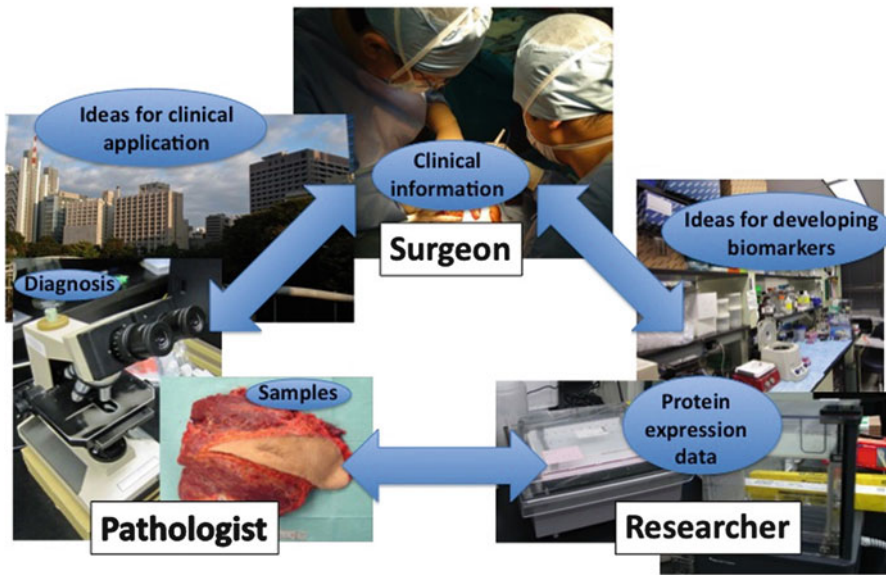 Ideas for clinical
application
Clinical
information
Surgeon
Ideas for developing
biomarkers
Diagnosis
Samples
Protein
expression
data
Pathologist
Researcher